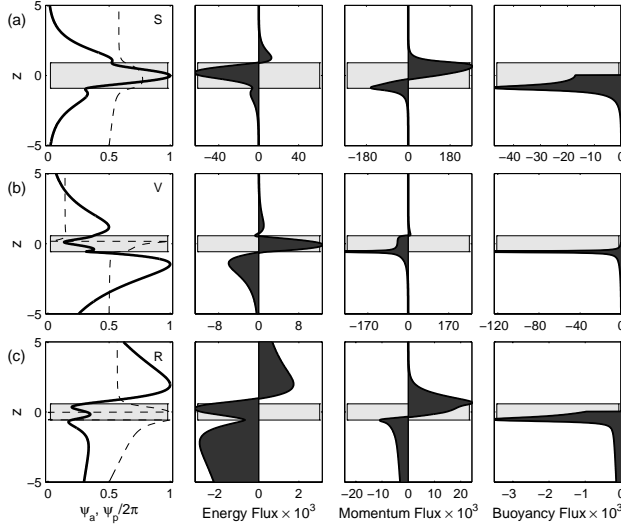 (a) S
5
0
−5
z
0 0.5 1
−40 0 40
−180 0 180
−40 −30 −20 −10 0
(b) V
5
0
−5
z
0 0.5 1
−8 0 8
−170 0 170
−120 −80 −40 0
(c) R
5
0
−5
z
0 0.5 1
−2 0 2
−20 −10 0 10 20
−3 −2 −1 0
ψa, ψp/2π
Energy Flux × 10³
Momentum Flux × 10³
Buoyancy Flux × 10³